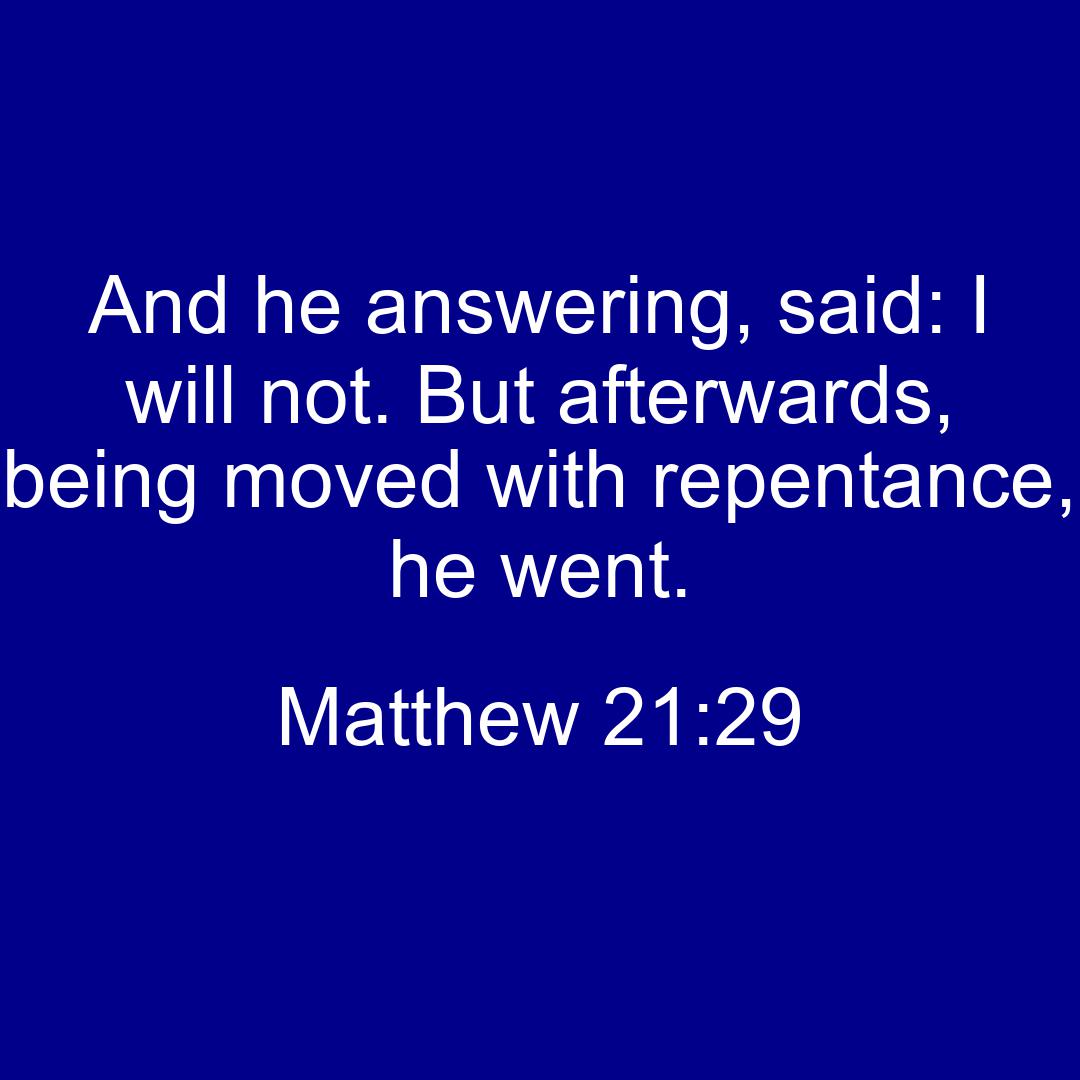 And he answering, said: I
will not. But afterwards,
being moved with repentance,
he went.
Matthew 21:29